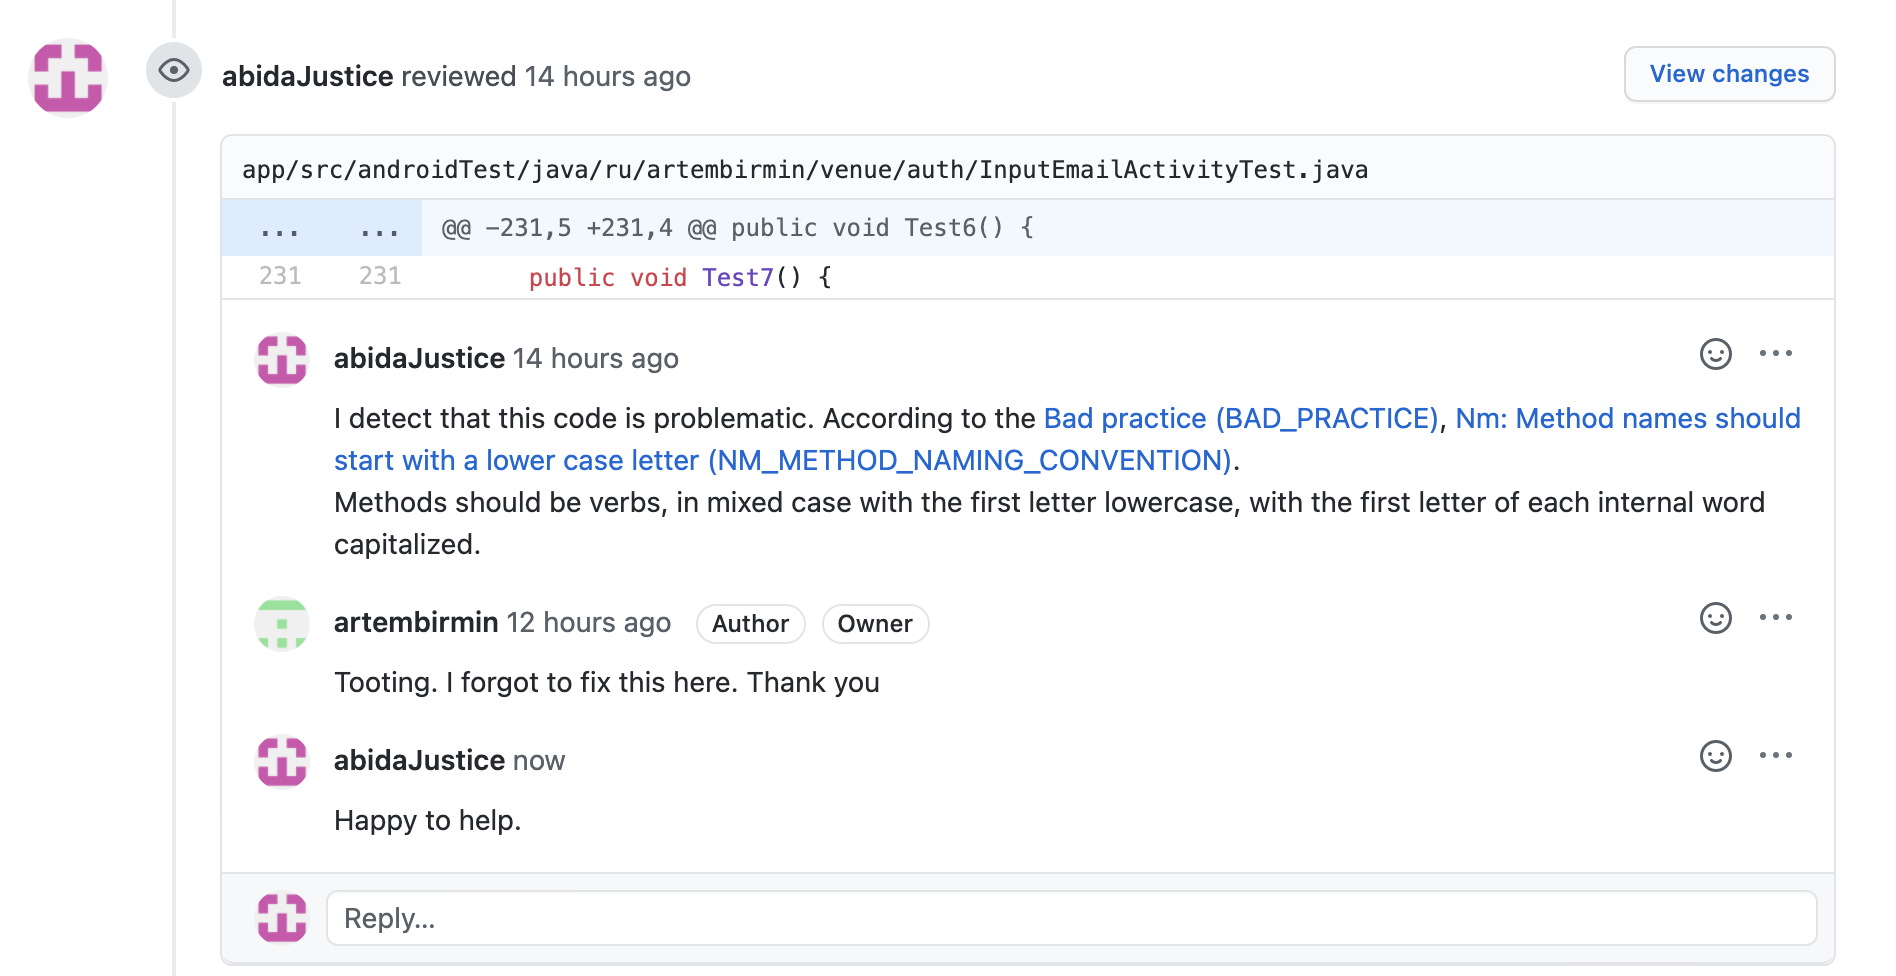 abidaJustice reviewed 14 hours ago
View changes
app/src/androidTest/java/ru/artembirmin/venue/auth/InputEmailActivityTest.java
... ... @@ -231,5 +231,4 @@ public void Test6() {
231 231 public void Test7() {
abidaJustice 14 hours ago
I detect that this code is problematic. According to the Bad practice (BAD_PRACTICE), Nm: Method names should
start with a lower case letter (NM_METHOD_NAMING_CONVENTION).
Methods should be verbs, in mixed case with the first letter lowercase, with the first letter of each internal word
capitalized.
artembirmin 12 hours ago Author Owner
Tooting. I forgot to fix this here. Thank you
abidaJustice now
Happy to help.
Reply...